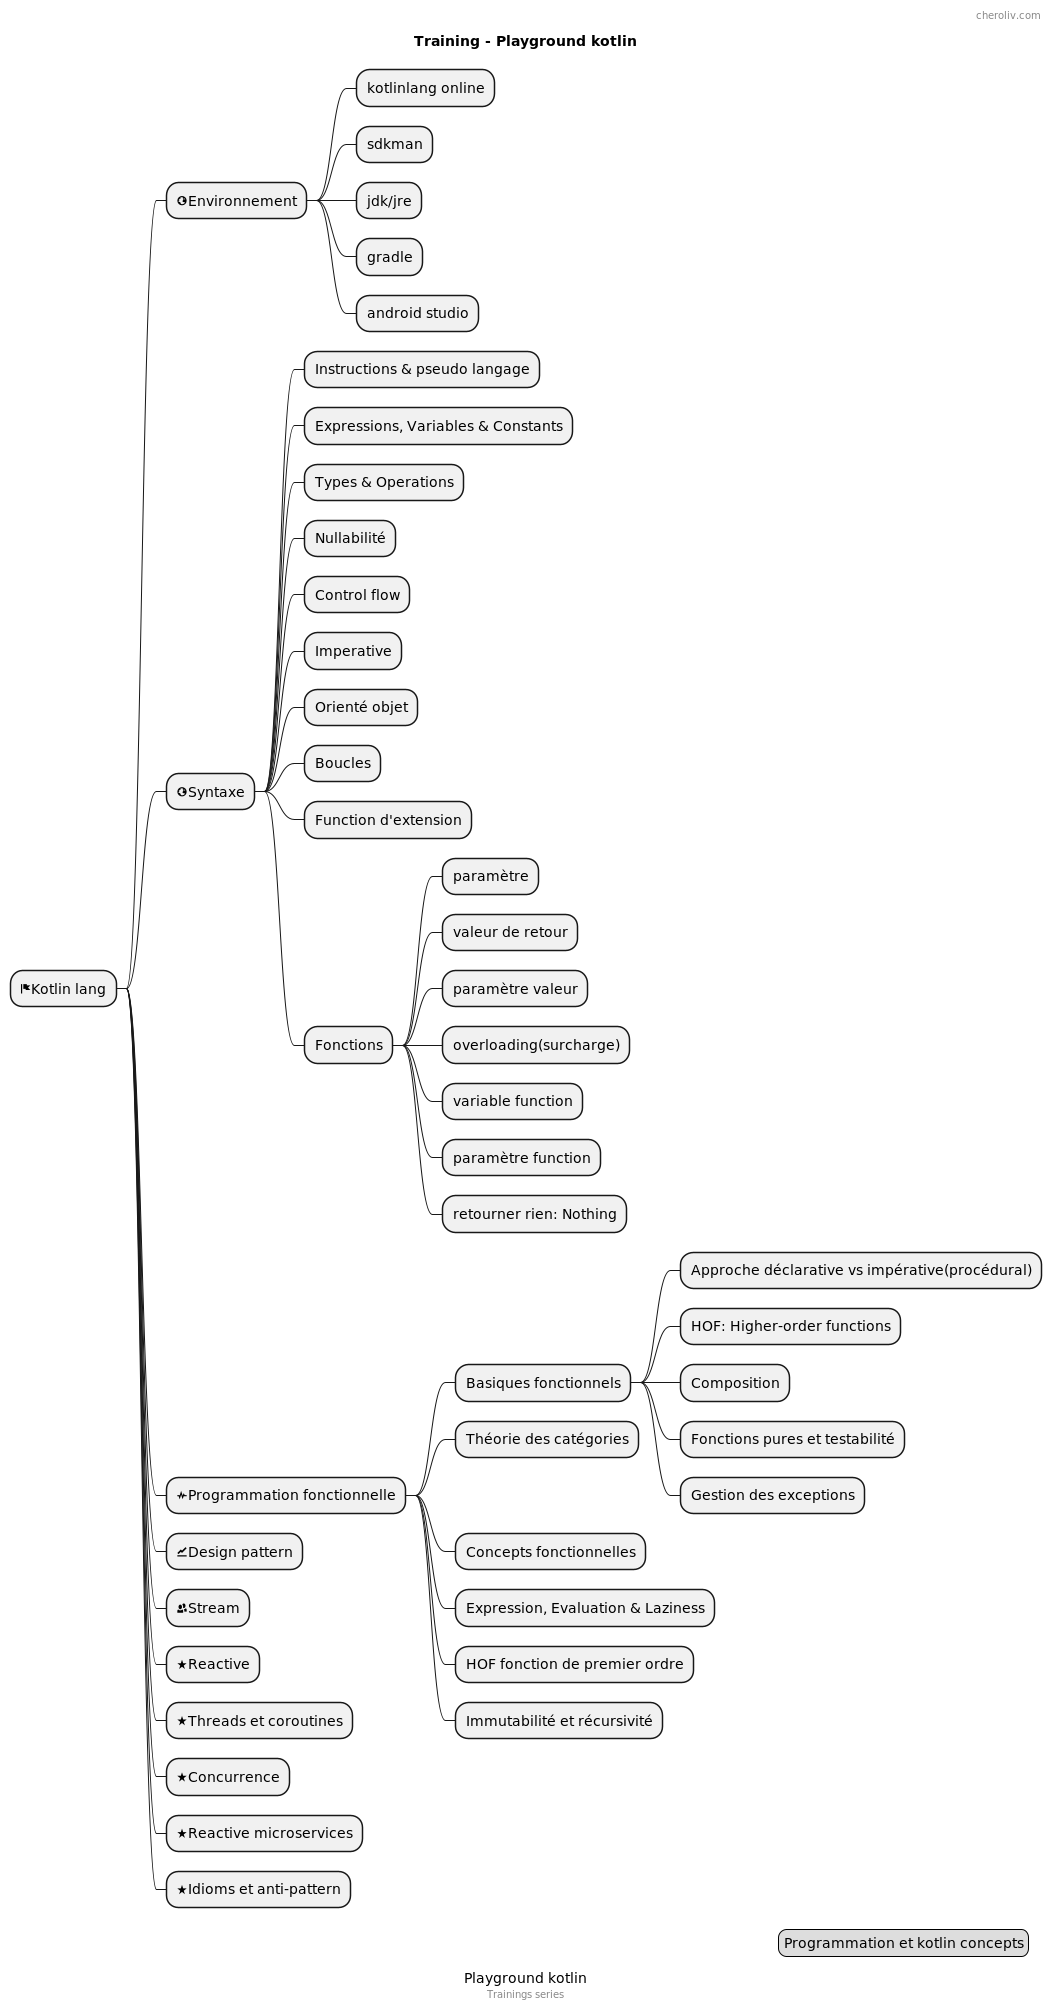 cheroliv.com
Training - Playground kotlin
kotlinlang online
sdkman
Environnement
jdk/jre
gradle
android studio
Instructions & pseudo langage
Expressions, Variables & Constants
Types & Operations
Nullabilité
Control flow
Imperative
Orienté objet
Boucles
Syntaxe
Function d'extension
paramètre
valeur de retour
Kotlin lang
paramètre valeur
Fonctions
overloading(surcharge)
variable function
paramètre function
retourner rien: Nothing
Approche déclarative vs impérative(procédural)
HOF: Higher-order functions
Basiques fonctionnels
Composition
Théorie des catégories
Fonctions pures et testabilité
Programmation fonctionnelle
Gestion des exceptions
Design pattern
Concepts fonctionnelles
Stream
Expression, Evaluation & Laziness
Reactive
HOF fonction de premier ordre
Threads et coroutines
Immutabilité et récursivité
Concurrence
Reactive microservices
Idioms et anti-pattern
Programmation et kotlin concepts
Playground kotlin
Trainings series